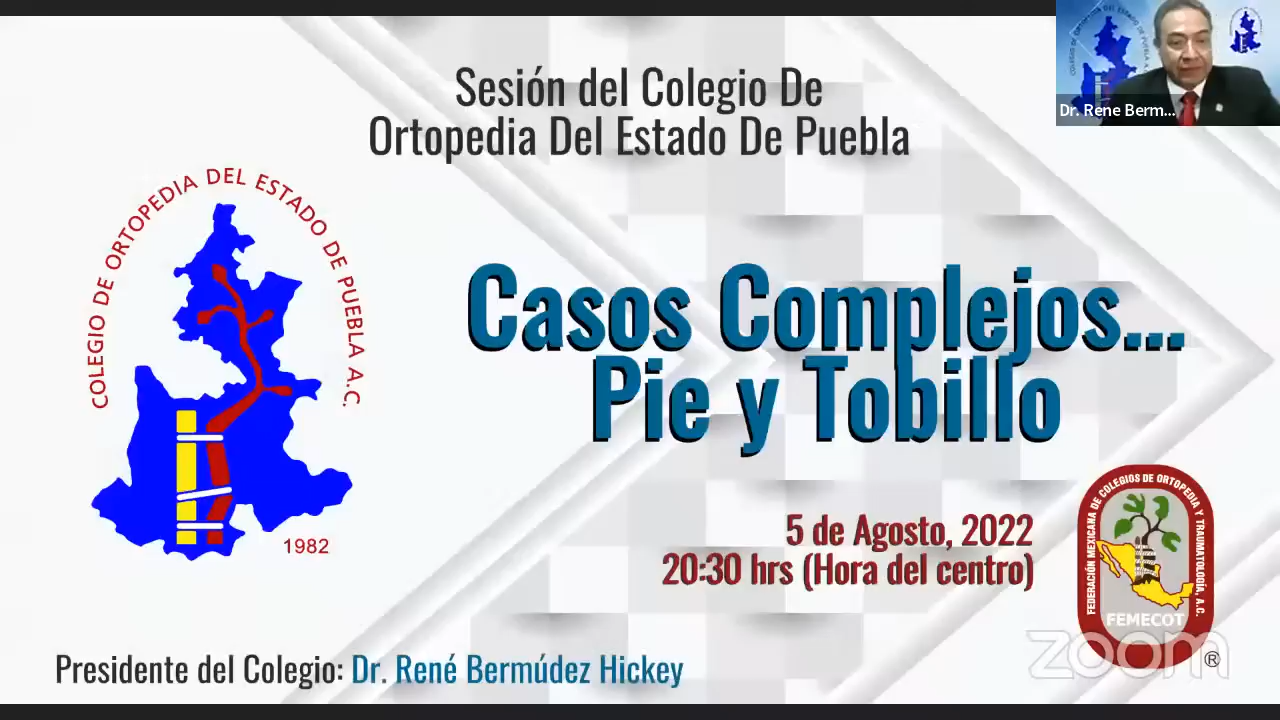 Sesión del Colegio De
Ortopedia Del Estado De Puebla
Dr. Rene Berm...
COLEGIO DE ORTOPEDIA DEL ESTADO DE PUEBLA A.C.
1982
Casos Complejos...
Pie y Tobillo
5 de Agosto, 2022
20:30 hrs (Hora del centro)
FEDERACIÓN MEXICANA DE COLEGIOS DE ORTOPEDIA Y TRAUMATOLOGÍA, A.C.
FEMECOT
®
zoom
Presidente del Colegio: Dr. René Bermúdez Hickey